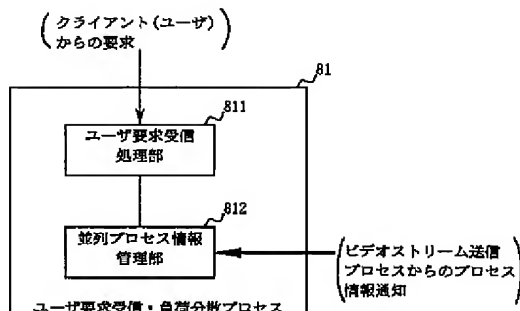 クライアント(ユーザ)
からの要求
81
811
ユーザ要求受信
処理部
812
並列プロセス情報
管理部
ビデオストリーム送信
プロセスからのプロセス
情報通知
ユーザ要求受信・負荷分散プロセス